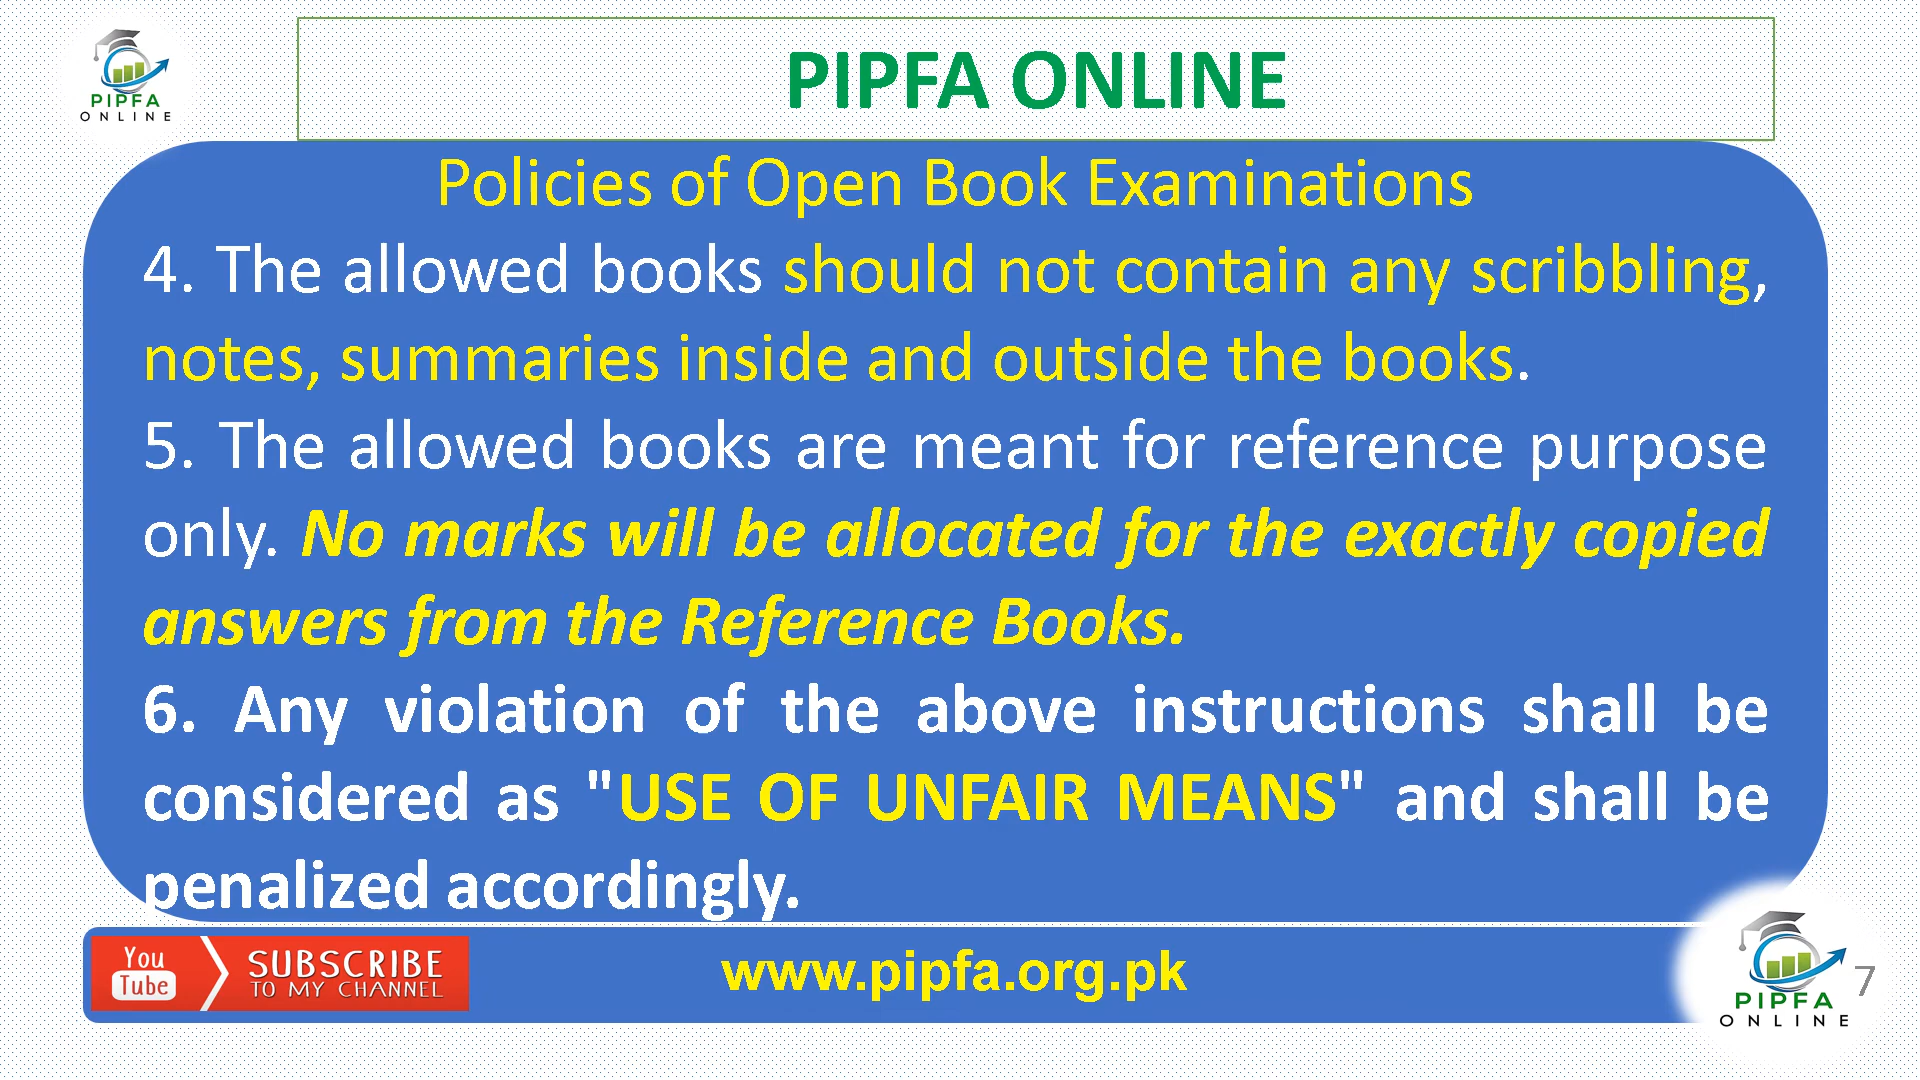 PIPFA
ONLINE
PIPFA ONLINE
Policies of Open Book Examinations
4. The allowed books should not contain any scribbling,
notes, summaries inside and outside the books.
5. The allowed books are meant for reference purpose
only. No marks will be allocated for the exactly copied
answers from the Reference Books.
6. Any violation of the above instructions shall be
considered as "USE OF UNFAIR MEANS" and shall be
penalized accordingly.
You
Tube
SUBSCRIBE
TO MY CHANNEL
www.pipfa.org.pk
PIPFA
ONLINE
7